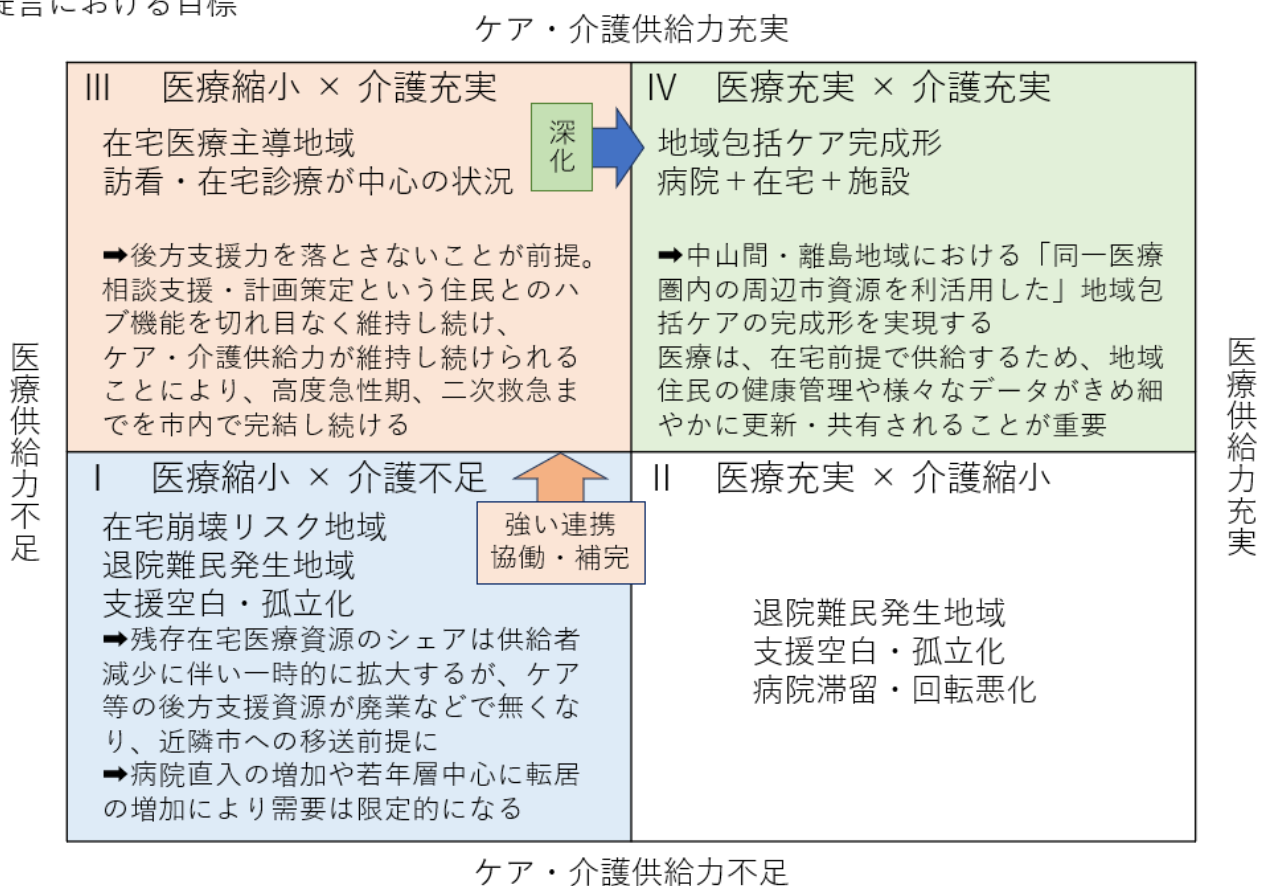 提言における目標
ケア・介護供給力充実
医療供給力不足
Ⅲ 医療縮小 × 介護充実
在宅医療主導地域
訪看・在宅診療が中心の状況
➡後方支援力を落とさないことが前提。
相談支援・計画策定という住民とのハ
ブ機能を切れ目なく維持し続け、
ケア・介護供給力が維持し続けられる
ことにより、高度急性期、二次救急ま
でを市内で完結し続ける
深化
Ⅳ 医療充実 × 介護充実
地域包括ケア完成形
病院＋在宅＋施設
➡中山間・離島地域における「同一医療
圏内の周辺市資源を利活用した」地域包
括ケアの完成形を実現する
医療は、在宅前提で供給するため、地域
住民の健康管理や様々なデータがきめ細
やかに更新・共有されることが重要
Ⅰ 医療縮小 × 介護不足
在宅崩壊リスク地域
退院難民発生地域
支援空白・孤立化
➡残存在宅医療資源のシェアは供給者
減少に伴い一時的に拡大するが、ケア
等の後方支援資源が廃業などで無くな
り、近隣市への移送前提に
➡病院直入の増加や若年層中心に転居
の増加により需要は限定的になる
強い連携
協働・補完
Ⅱ 医療充実 × 介護縮小
退院難民発生地域
支援空白・孤立化
病院滞留・回転悪化
医療供給力充実
ケア・介護供給力不足